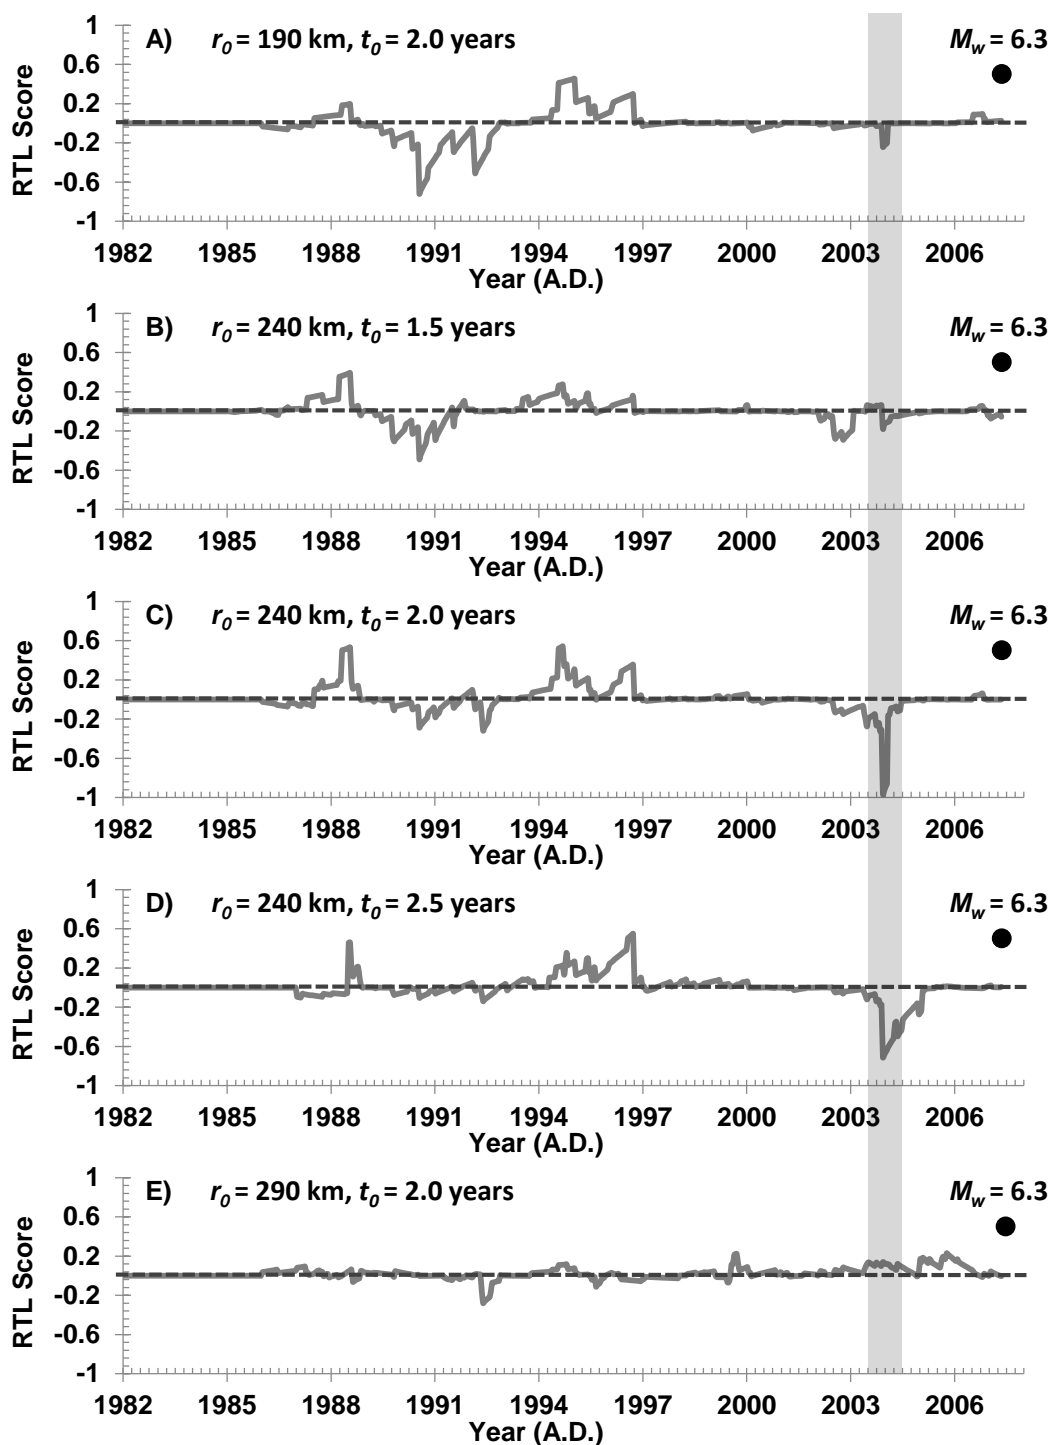 A) r0 = 190 km, t0 = 2.0 years Mw = 6.3
1
0.6
0.2
-0.2
-0.6
-1
RTL Score
1982 1985 1988 1991 1994 1997 2000 2003 2006
Year (A.D.)
B) r0 = 240 km, t0 = 1.5 years Mw = 6.3
1
0.6
0.2
-0.2
-0.6
-1
RTL Score
1982 1985 1988 1991 1994 1997 2000 2003 2006
Year (A.D.)
C) r0 = 240 km, t0 = 2.0 years Mw = 6.3
1
0.6
0.2
-0.2
-0.6
-1
RTL Score
1982 1985 1988 1991 1994 1997 2000 2003 2006
Year (A.D.)
D) r0 = 240 km, t0 = 2.5 years Mw = 6.3
1
0.6
0.2
-0.2
-0.6
-1
RTL Score
1982 1985 1988 1991 1994 1997 2000 2003 2006
Year (A.D.)
E) r0 = 290 km, t0 = 2.0 years Mw = 6.3
1
0.6
0.2
-0.2
-0.6
-1
RTL Score
1982 1985 1988 1991 1994 1997 2000 2003 2006
Year (A.D.)